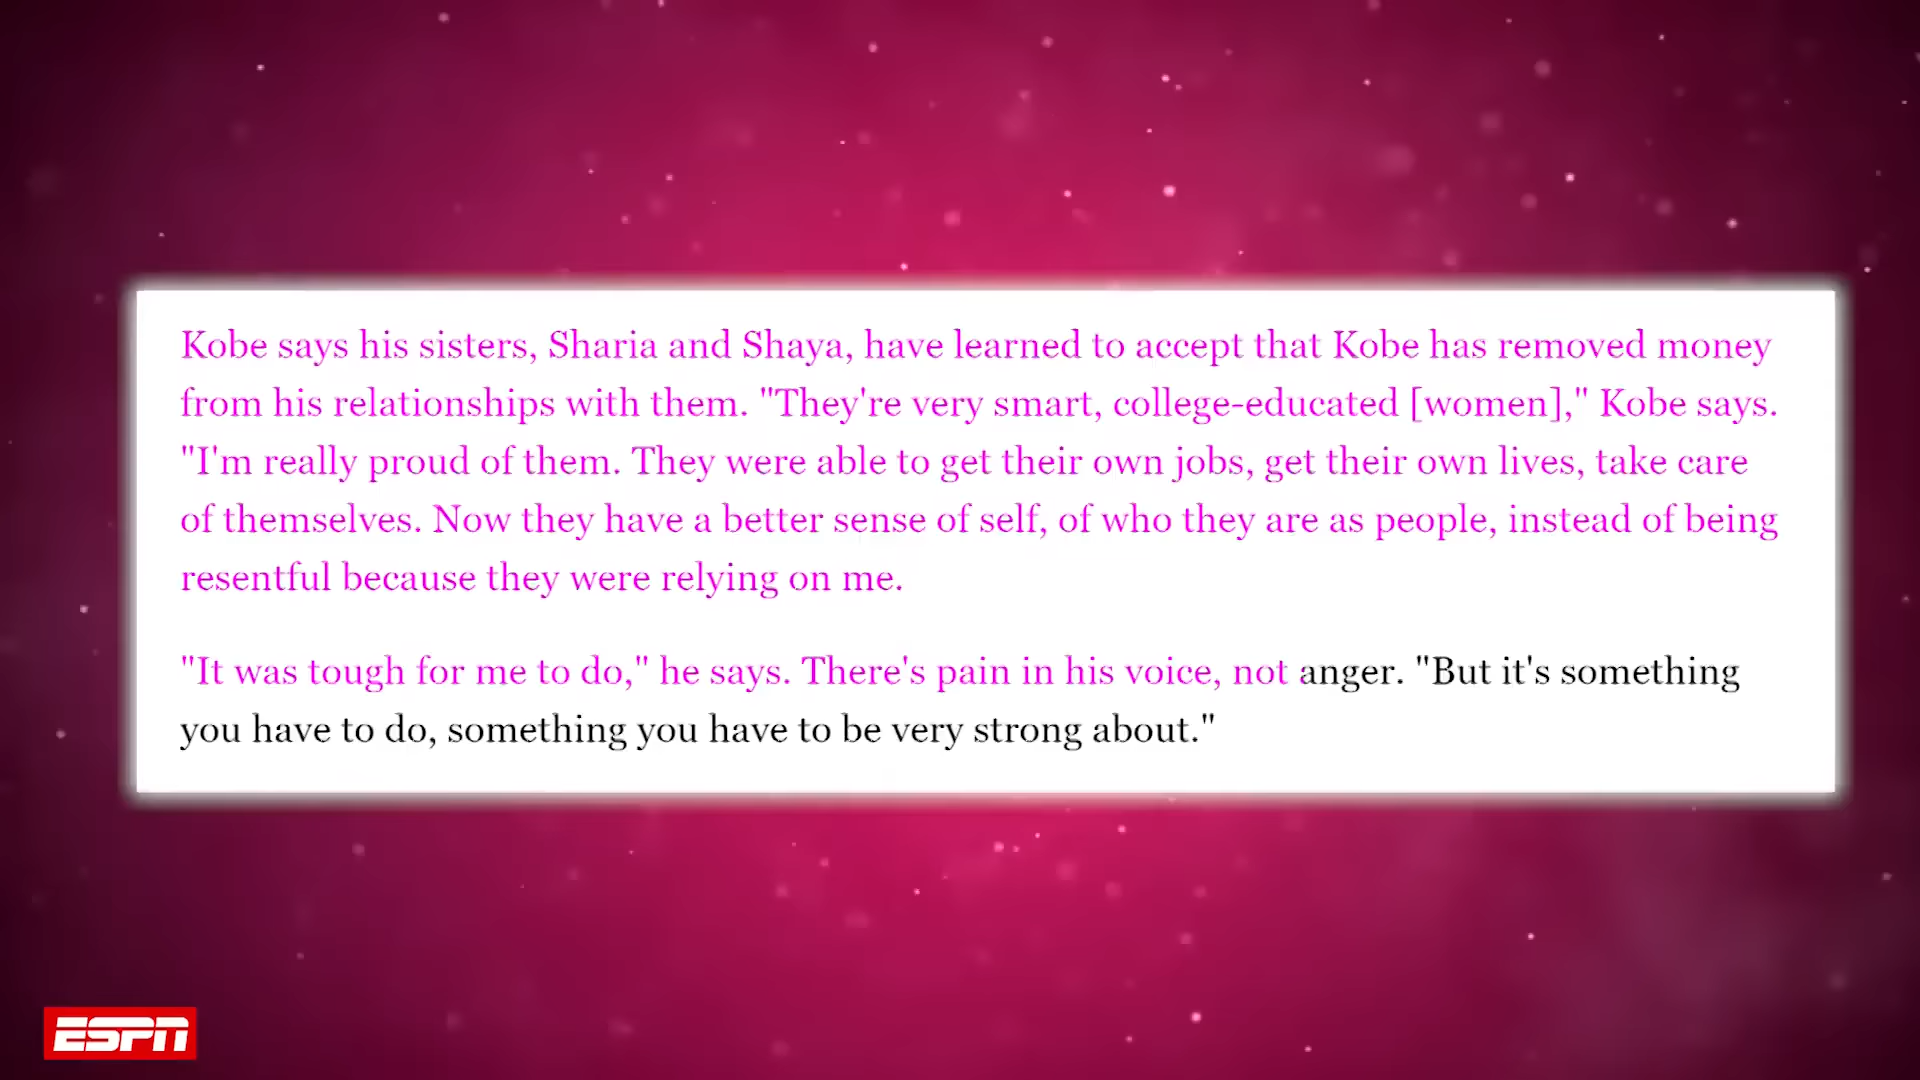 Kobe says his sisters, Sharia and Shaya, have learned to accept that Kobe has removed money
from his relationships with them. "They're very smart, college-educated [women]," Kobe says.
"I'm really proud of them. They were able to get their own jobs, get their own lives, take care
of themselves. Now they have a better sense of self, of who they are as people, instead of being
resentful because they were relying on me.
"It was tough for me to do," he says. There's pain in his voice, not anger. "But it's something
you have to do, something you have to be very strong about."
ESPN